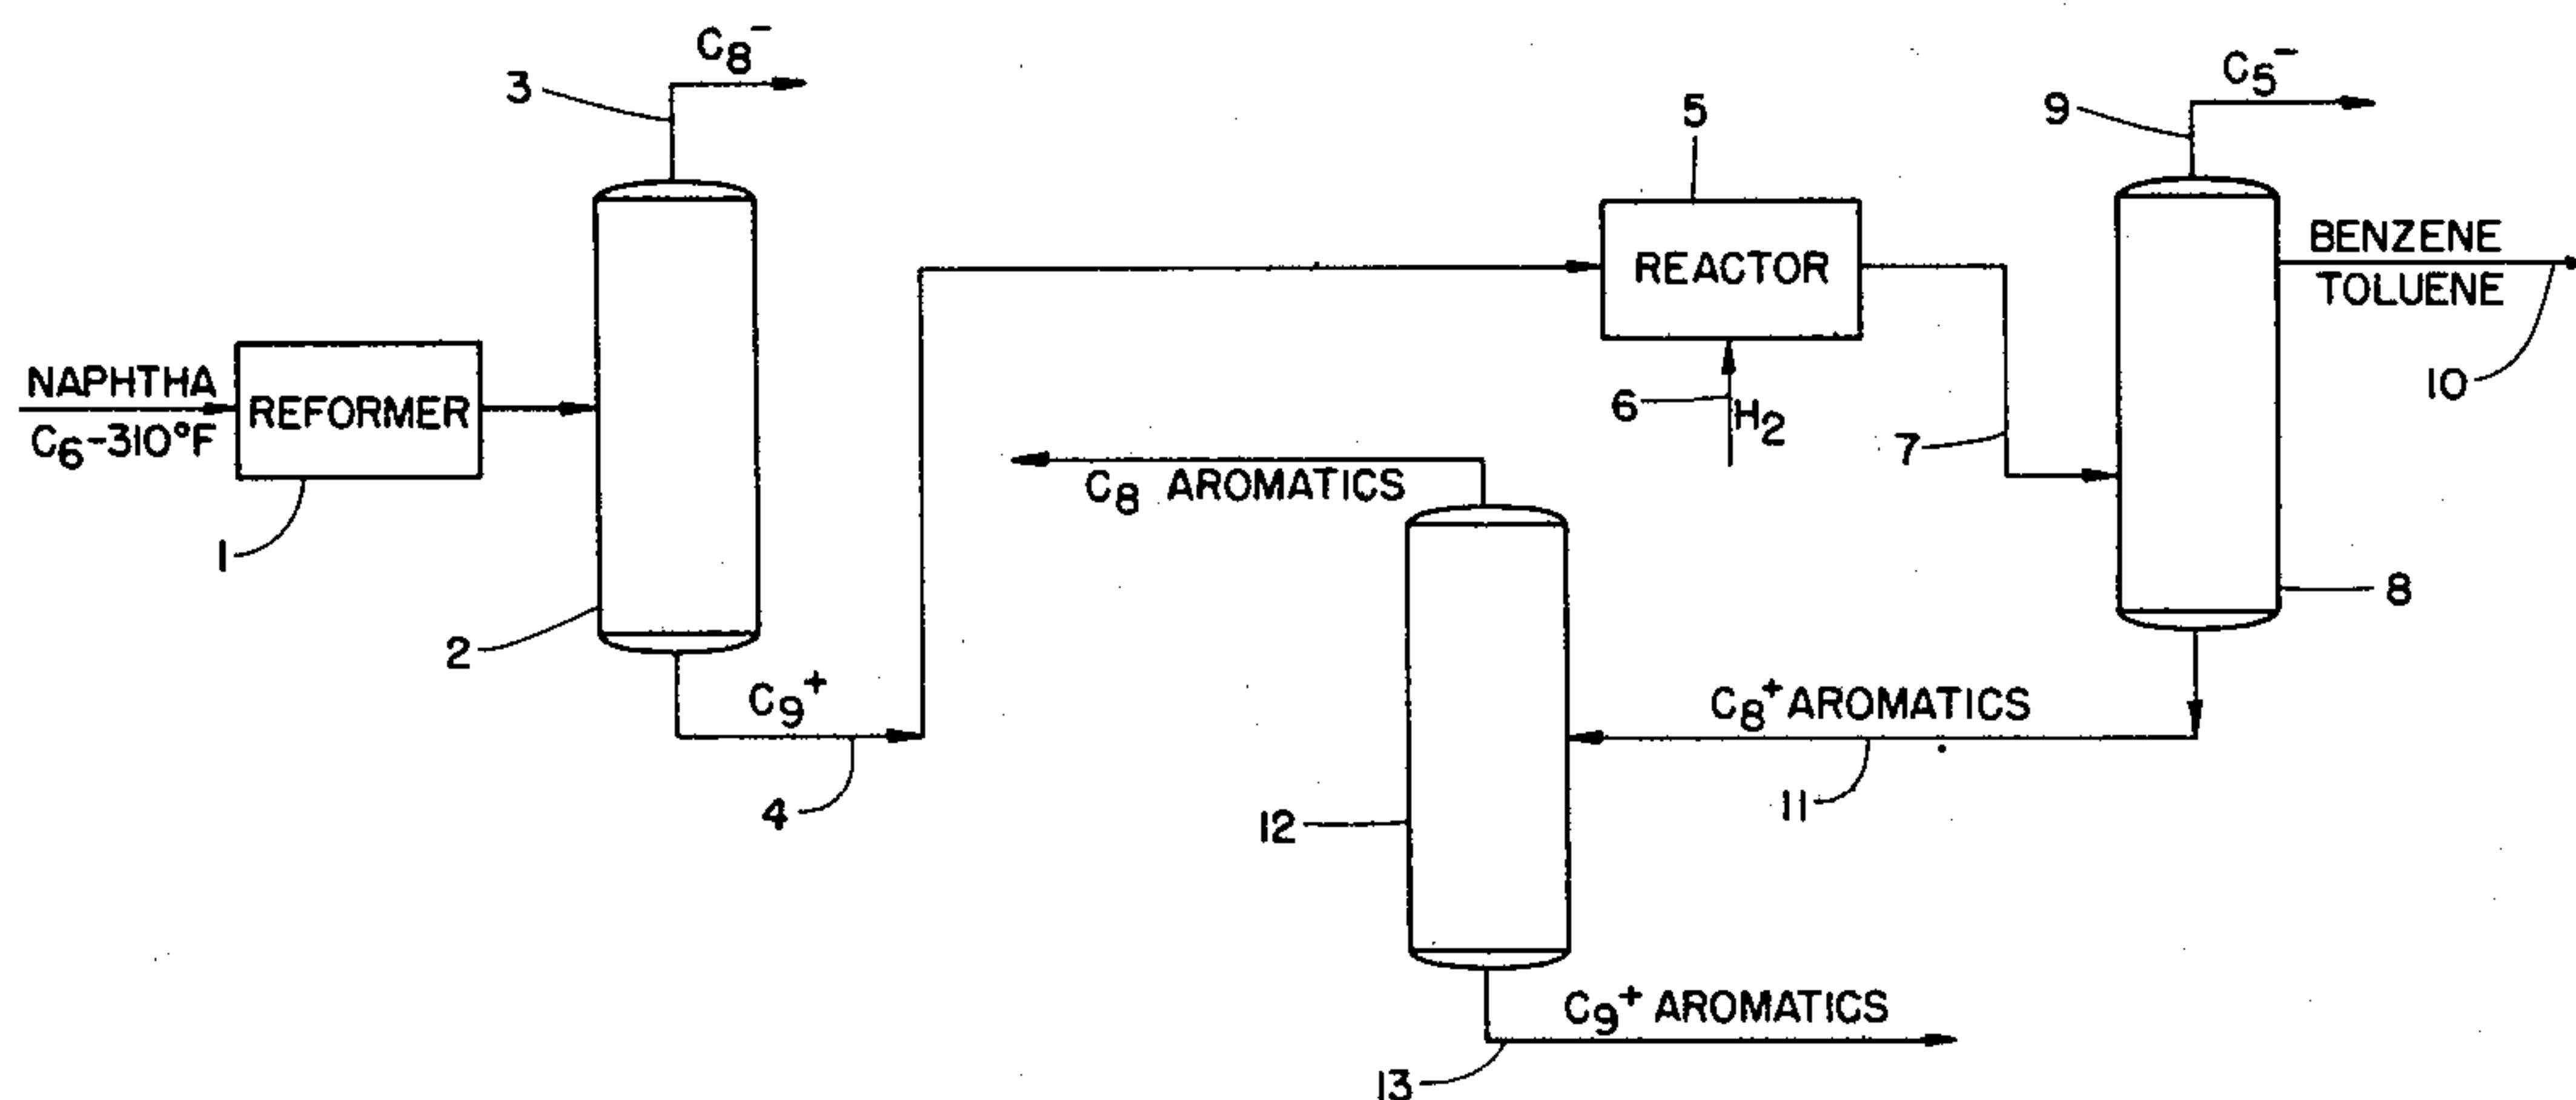 C8-
3
C5-
9
5
BENZENE
TOLUENE
REACTOR
NAPHTHA
C6-310°F
REFORMER
6
H2
10
7
C8 AROMATICS
1
8
2
C9+
C8+ AROMATICS
4
12
11
C9+ AROMATICS
13